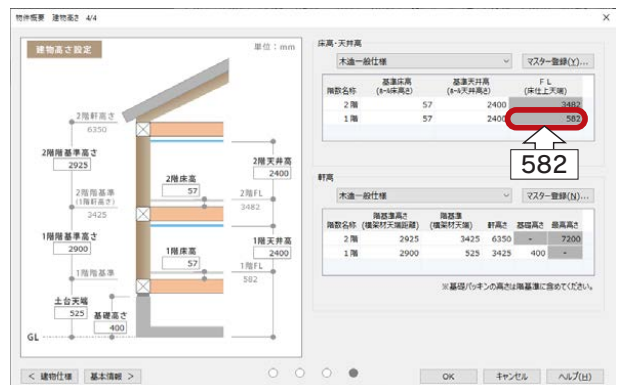 物件概要 建物高さ 4/4
建物高さ設定
単位：mm
2階軒高さ
6350
2階階基準高さ
2925
2階天井高
2400
2階床高
57
2階階基準
(1階軒高さ)
3425
2階FL
3482
1階階基準高さ
2900
1階天井高
2400
1階床高
57
1階階基準
1階FL
582
土台天端
525
基礎高さ
400
GL
床高・天井高
木造一般仕様
マスター登録(Y)...
階数名称 基準床高 (ﾙｰﾑ床高さ) 基準天井高 (ﾙｰﾑ天井高さ) FL (床仕上天端)
2階 57 2400 3482
1階 57 2400 582
582
軒高
木造一般仕様
マスター登録(N)...
階数名称 階基準高さ (横架材天端距離) 階基準 (横架材天端) 軒高さ 基礎高さ 最高高さ
2階 2925 3425 6350 - 7200
1階 2900 525 3425 400 -
※基礎パッキンの高さは階基準に含めてください。
< 建物仕様 基本情報 > OK キャンセル ヘルプ(H)